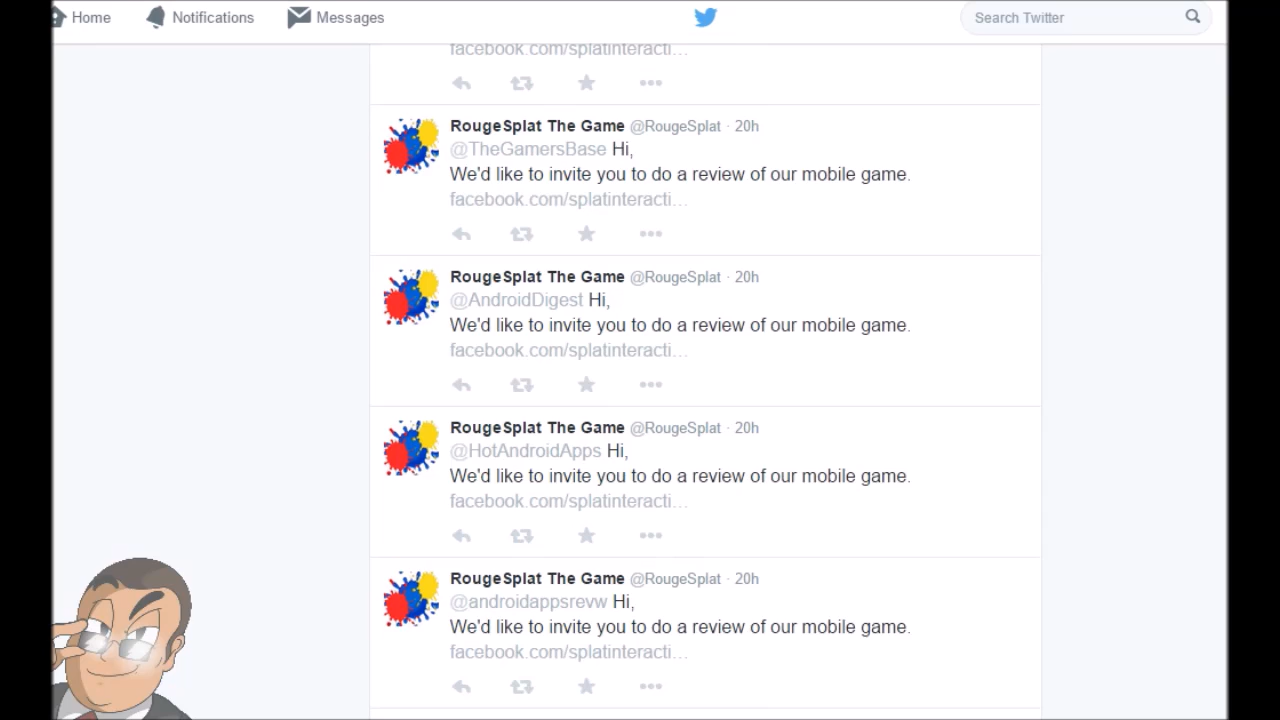 Home Notifications Messages Search Twitter
facebook.com/splatinteracti…
RougeSplat The Game @RougeSplat · 20h
@TheGamersBase Hi,
We'd like to invite you to do a review of our mobile game.
facebook.com/splatinteracti…
RougeSplat The Game @RougeSplat · 20h
@AndroidDigest Hi,
We'd like to invite you to do a review of our mobile game.
facebook.com/splatinteracti…
RougeSplat The Game @RougeSplat · 20h
@HotAndroidApps Hi,
We'd like to invite you to do a review of our mobile game.
facebook.com/splatinteracti…
RougeSplat The Game @RougeSplat · 20h
@androidappsrevw Hi,
We'd like to invite you to do a review of our mobile game.
facebook.com/splatinteracti…